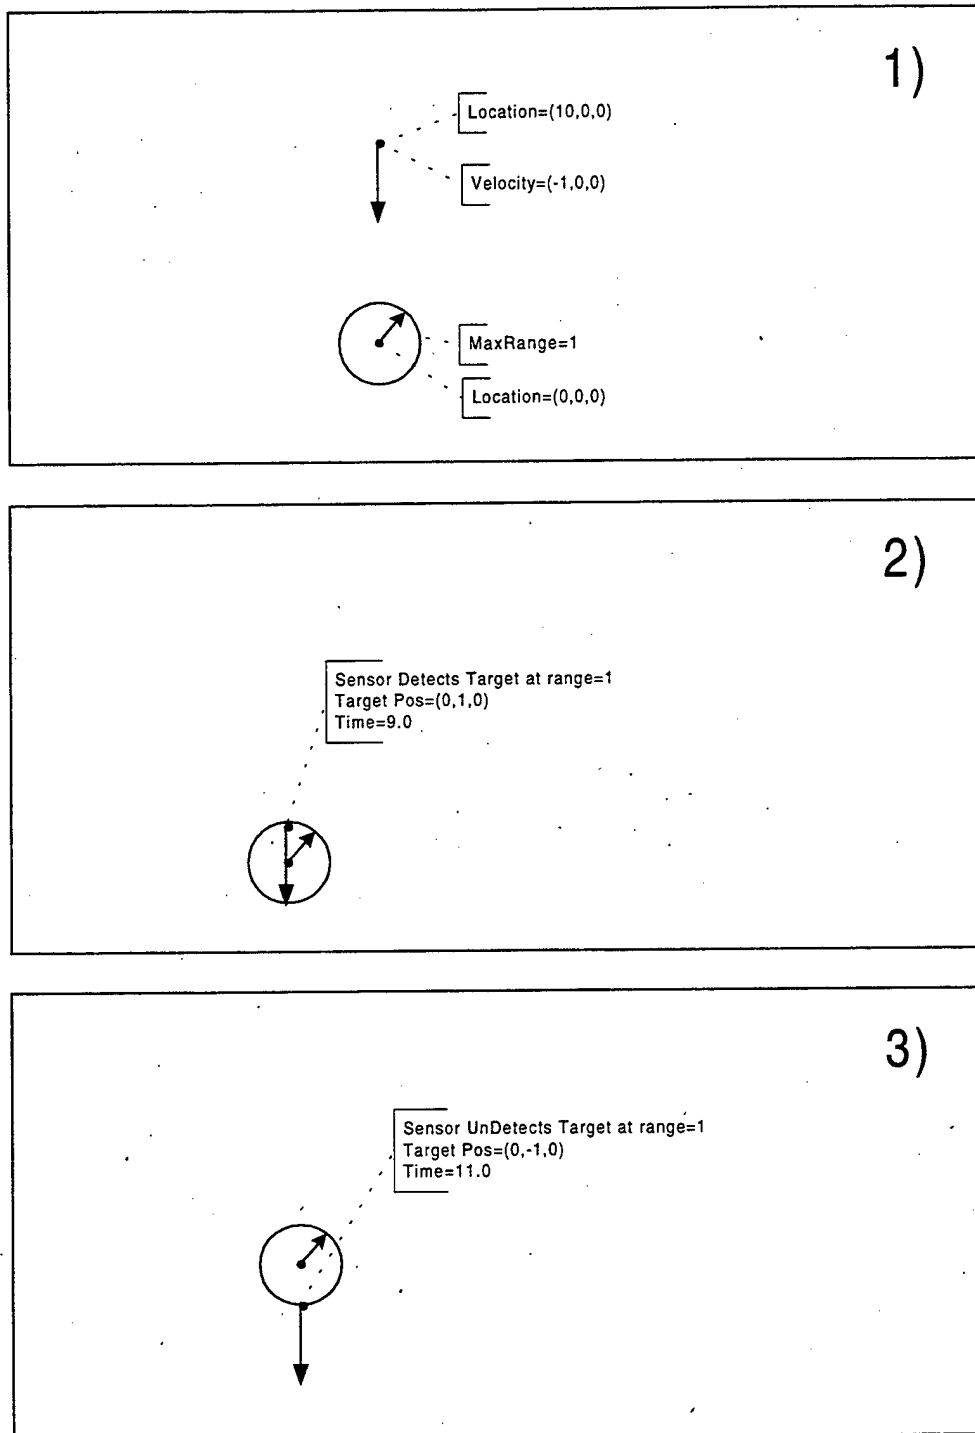 1)
Location=(10,0,0)
Velocity=(-1,0,0)
MaxRange=1
Location=(0,0,0)
2)
Sensor Detects Target at range=1
Target Pos=(0,1,0)
Time=9.0
3)
Sensor UnDetects Target at range=1
Target Pos=(0,-1,0)
Time=11.0